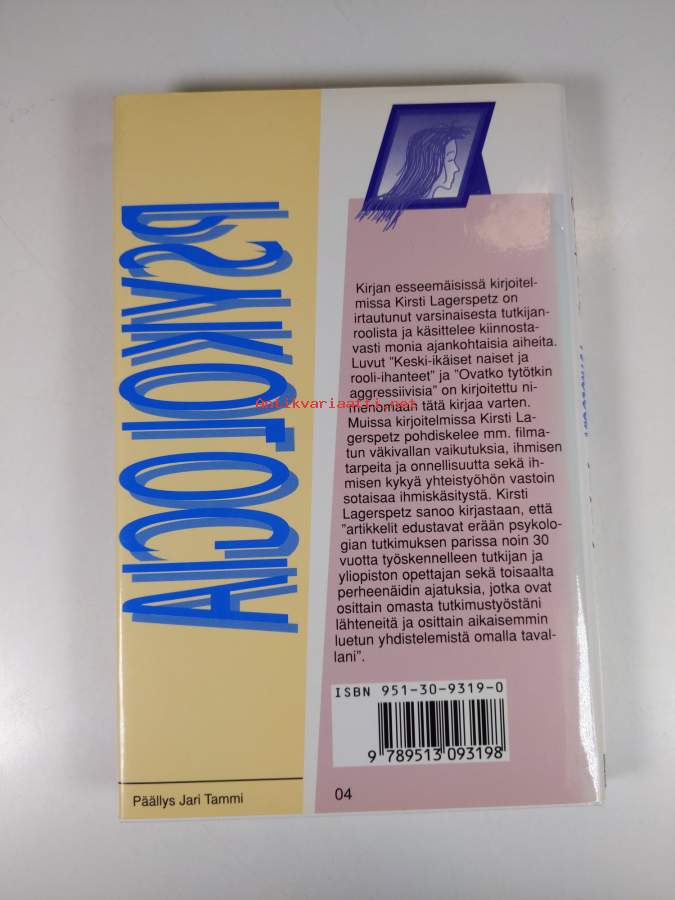 PSYKOLOGIA
Kirjan esseemäisissä kirjoitel-
missa Kirsti Lagerspetz on
irtautunut varsinaisesta tutkijan-
roolista ja käsittelee kiinnosta-
vasti monia ajankohtaisia aiheita.
Luvut "Keski-ikäiset naiset ja
rooli-ihanteet" ja "Ovatko tytötkin
aggressiivisia" on kirjoitettu ni-
menomaan tätä kirjaa varten.
Muissa kirjoitelmissa Kirsti La-
gerspetz pohdiskelee mm. filma-
tun väkivallan vaikutuksia, ihmisen
tarpeita ja onnellisuutta sekä ih-
misen kykyä yhteistyöhön vastoin
sotaisaa ihmiskäsitystä. Kirsti
Lagerspetz sanoo kirjastaan, että
"artikkelit edustavat erään psykolo-
gian tutkimuksen parissa noin 30
vuotta työskennelleen tutkijan ja
yliopiston opettajan sekä toisaalta
perheenäidin ajatuksia, jotka ovat
osittain omasta tutkimustyöstäni
lähteneitä ja osittain aikaisemmin
luetun yhdistelemistä omalla taval-
lani".
ISBN 951-30-9319-0
9 789513 093198
04
Päällys Jari Tammi
Antikvariaatti.net